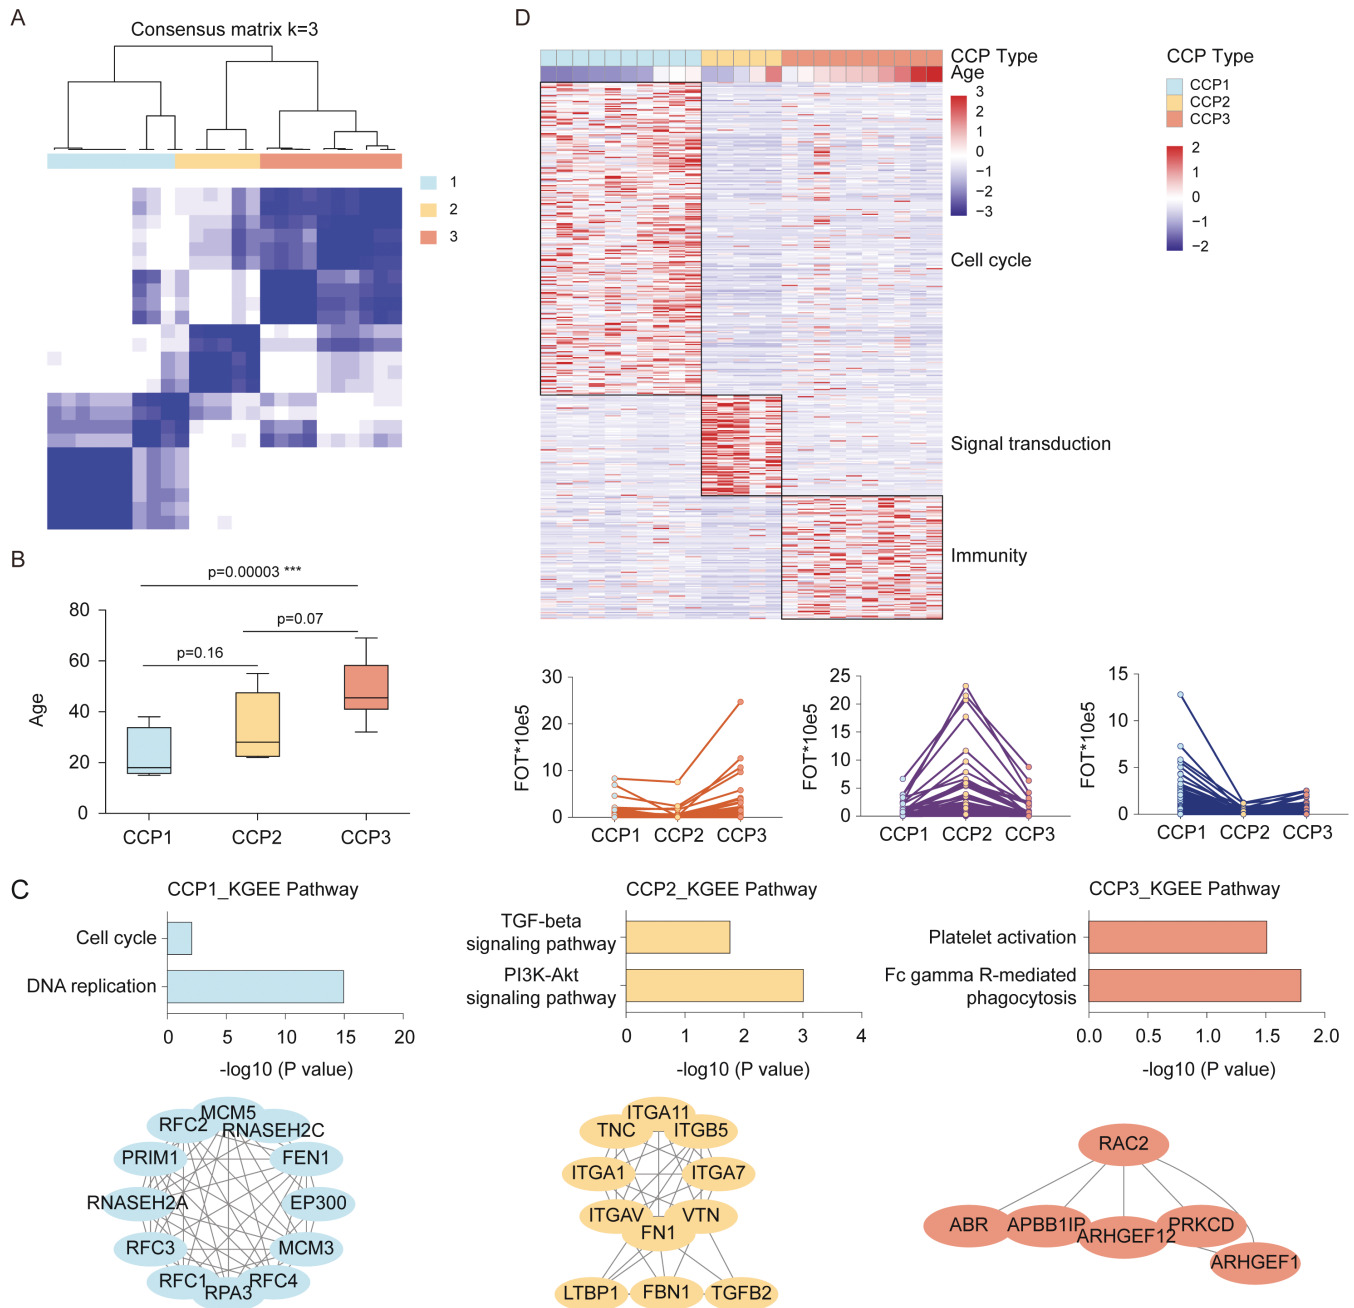 A
Consensus matrix k=3
1
2
3
B
p=0.00003 ***
p=0.07
p=0.16
Age
80
60
40
20
0
CCP1
CCP2
CCP3
D
CCP Type
Age
3
2
1
0
−1
−2
−3
Cell cycle
Signal transduction
Immunity
CCP Type
CCP1
CCP2
CCP3
2
1
0
−1
−2
FOT*10e5
30
20
10
0
CCP1
CCP2
CCP3
FOT*10e5
25
20
15
10
5
0
CCP1
CCP2
CCP3
FOT*10e5
15
10
5
0
CCP1
CCP2
CCP3
C
CCP1_KGEE Pathway
Cell cycle
DNA replication
0
5
10
15
20
-log10 (P value)
CCP2_KGEE Pathway
TGF-beta
signaling pathway
PI3K-Akt
signaling pathway
0
1
2
3
4
-log10 (P value)
CCP3_KGEE Pathway
Platelet activation
Fc gamma R-mediated
phagocytosis
0.0
0.5
1.0
1.5
2.0
-log10 (P value)
MCM5
RFC2
RNASEH2C
PRIM1
FEN1
RNASEH2A
EP300
RFC3
MCM3
RFC1
RFC4
RPA3
ITGA11
TNC
ITGB5
ITGA1
ITGA7
ITGAV
VTN
FN1
LTBP1
FBN1
TGFB2
RAC2
ABR
APBB1IP
ARHGEF12
PRKCD
ARHGEF1